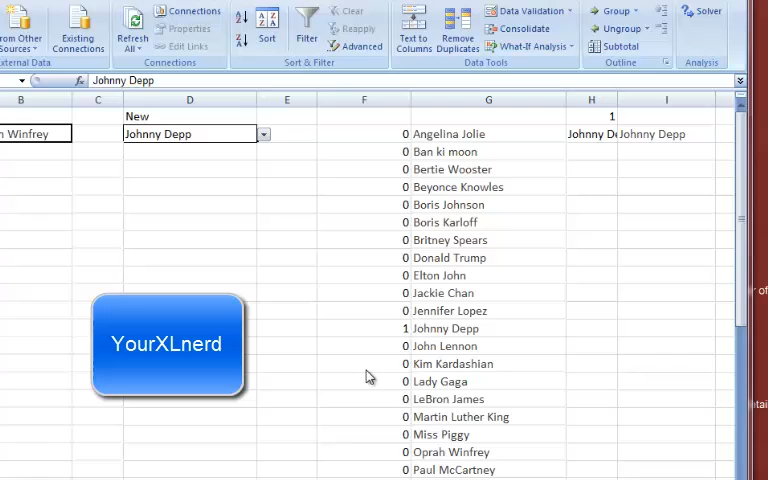 From Other
Sources
Existing
Connections
Refresh
All
Connections
Properties
Edit Links
Sort
Filter
Clear
Reapply
Advanced
Text to
Columns
Remove
Duplicates
Data Validation
Consolidate
What-If Analysis
Group
Ungroup
Subtotal
Solver
External Data
Connections
Sort & Filter
Data Tools
Outline
Analysis
fx Johnny Depp
B C D E F G H I
New 1
h Winfrey Johnny Depp 0 Angelina Jolie Johnny De Johnny Depp
0 Ban ki moon
0 Bertie Wooster
0 Beyonce Knowles
0 Boris Johnson
0 Boris Karloff
0 Britney Spears
0 Donald Trump
0 Elton John
0 Jackie Chan
0 Jennifer Lopez
1 Johnny Depp
0 John Lennon
0 Kim Kardashian
0 Lady Gaga
0 LeBron James
0 Martin Luther King
0 Miss Piggy
0 Oprah Winfrey
0 Paul McCartney
YourXLnerd